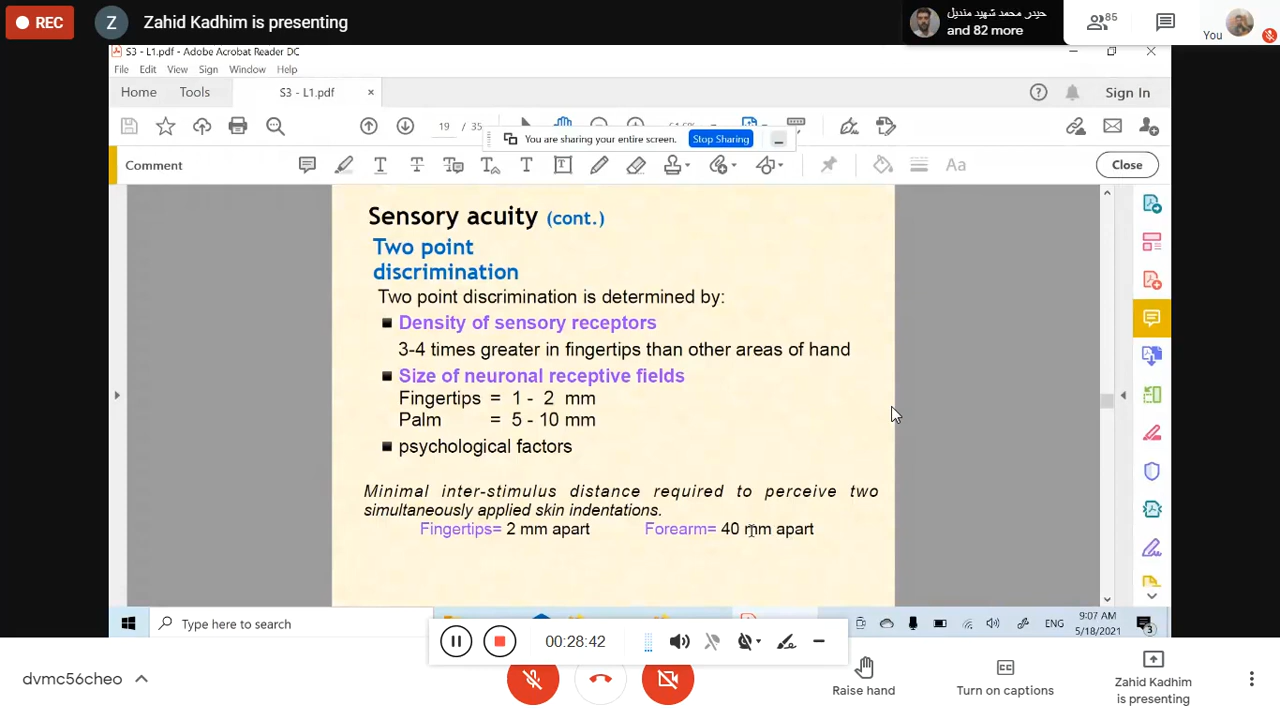 REC
Z
Zahid Kadhim is presenting
حيدر محمد شهيد منديل
and 82 more
85
You
S3 - L1.pdf - Adobe Acrobat Reader DC
File Edit View Sign Window Help
Home Tools S3 - L1.pdf × Sign In
19 / 35
You are sharing your entire screen. Stop Sharing
Comment
Aa
Close
Sensory acuity (cont.)
Two point
discrimination
Two point discrimination is determined by:
Density of sensory receptors
3-4 times greater in fingertips than other areas of hand
Size of neuronal receptive fields
Fingertips = 1 - 2 mm
Palm = 5 - 10 mm
psychological factors
Minimal inter-stimulus distance required to perceive two
simultaneously applied skin indentations.
Fingertips= 2 mm apart Forearm= 40 mm apart
Type here to search
ENG
9:07 AM
5/18/2021
3
00:28:42
dvmc56cheo
Raise hand
Turn on captions
Zahid Kadhim
is presenting